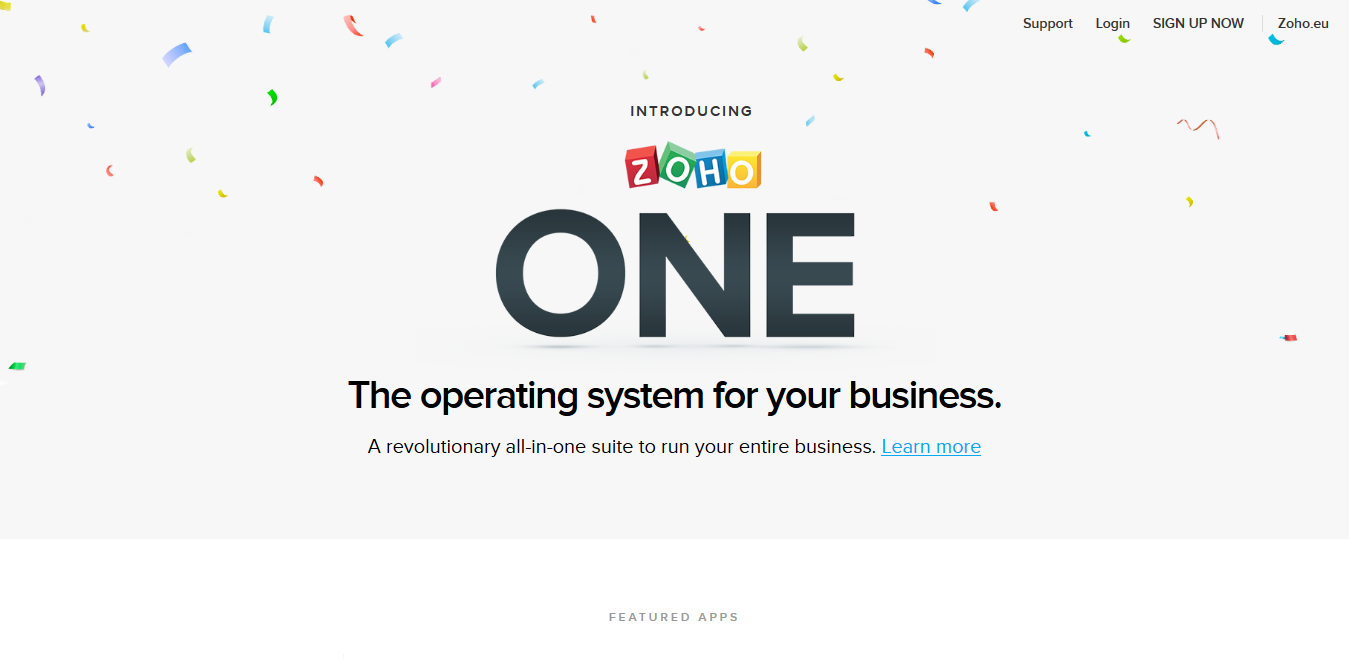 Support Login SIGN UP NOW Zoho.eu
INTRODUCING
ZOHO
ONE
The operating system for your business.
A revolutionary all-in-one suite to run your entire business. Learn more
FEATURED APPS